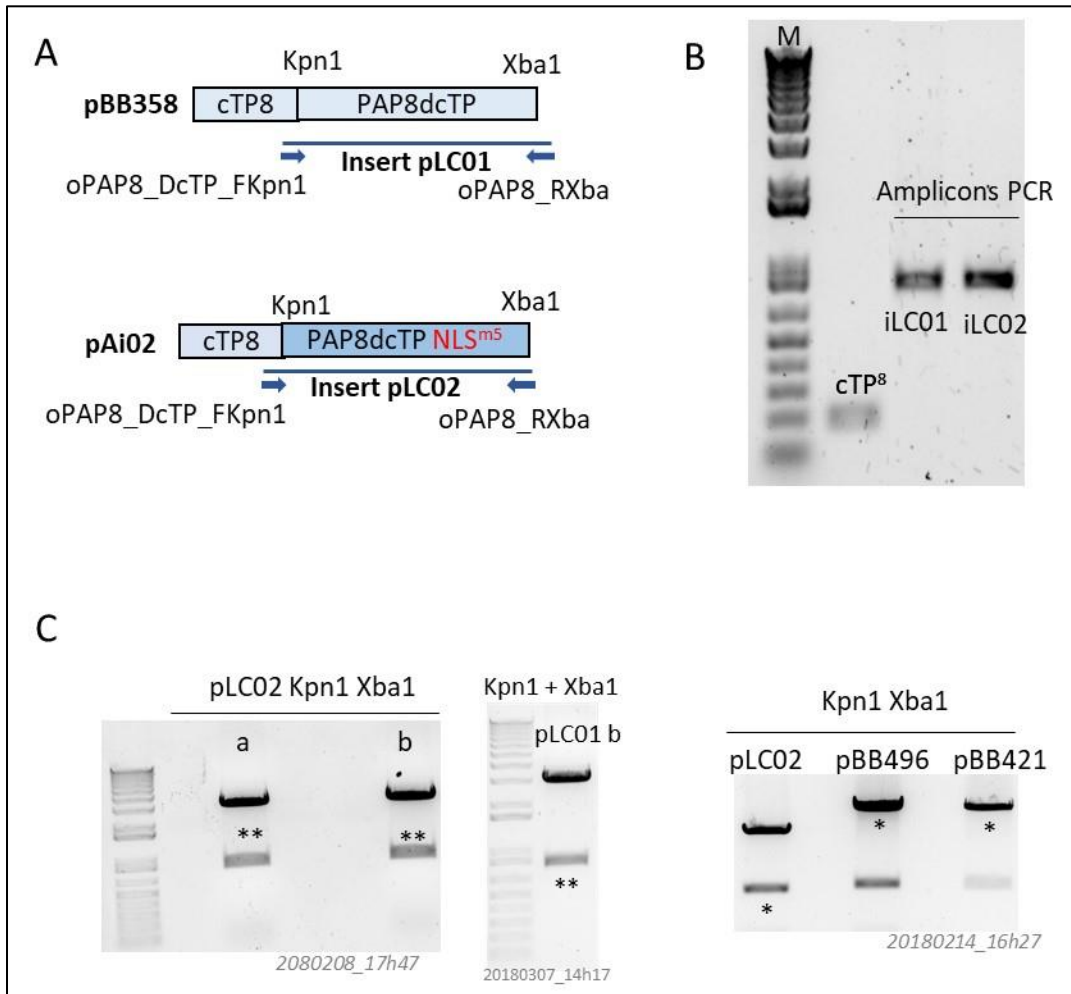 A
Kpn1 Xba1
pBB358 cTP8 PAP8dcTP
Insert pLC01
oPAP8_DcTP_FKpn1 oPAP8_RXba
Kpn1 Xba1
pAi02 cTP8 PAP8dcTP NLSᵐ⁵
Insert pLC02
oPAP8_DcTP_FKpn1 oPAP8_RXba
B
M
Amplicons PCR
iLC01 iLC02
cTP⁸
C
pLC02 Kpn1 Xba1
a b
** **
2080208_17h47
Kpn1 + Xba1
pLC01 b
**
20180307_14h17
Kpn1 Xba1
pLC02 pBB496 pBB421
* *
*
20180214_16h27